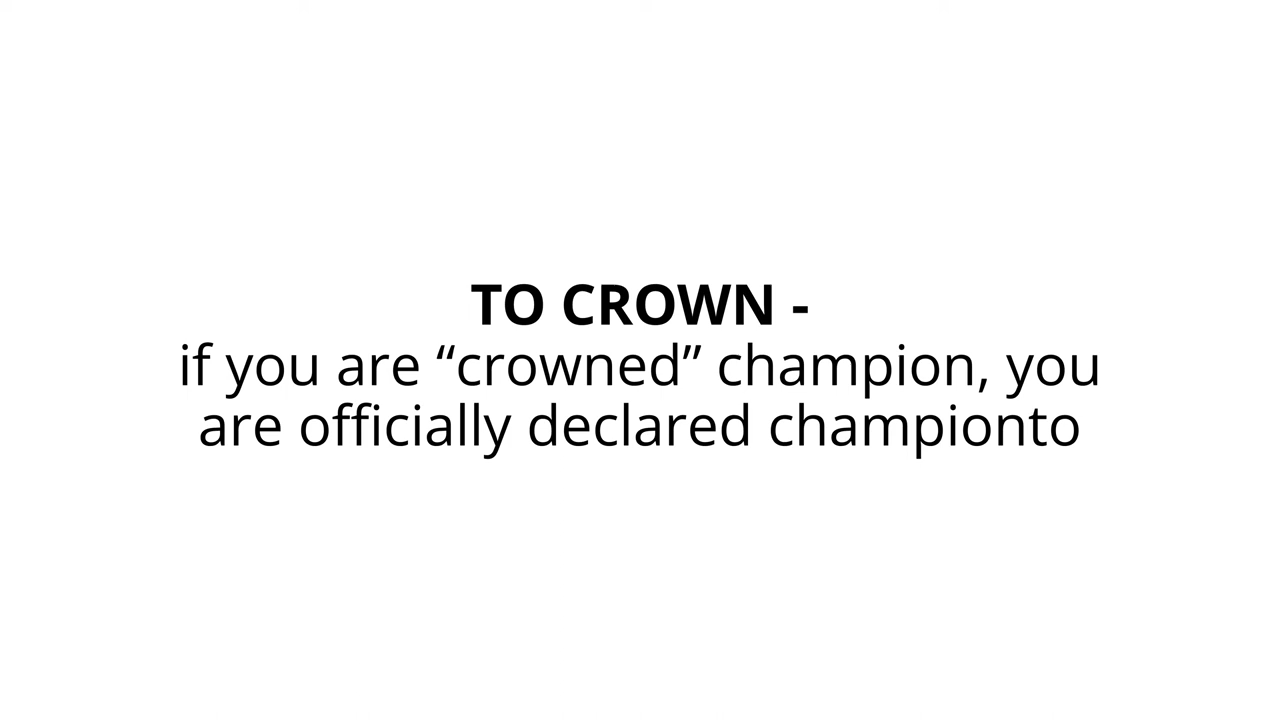 TO CROWN -
if you are “crowned” champion, you
are officially declared championto